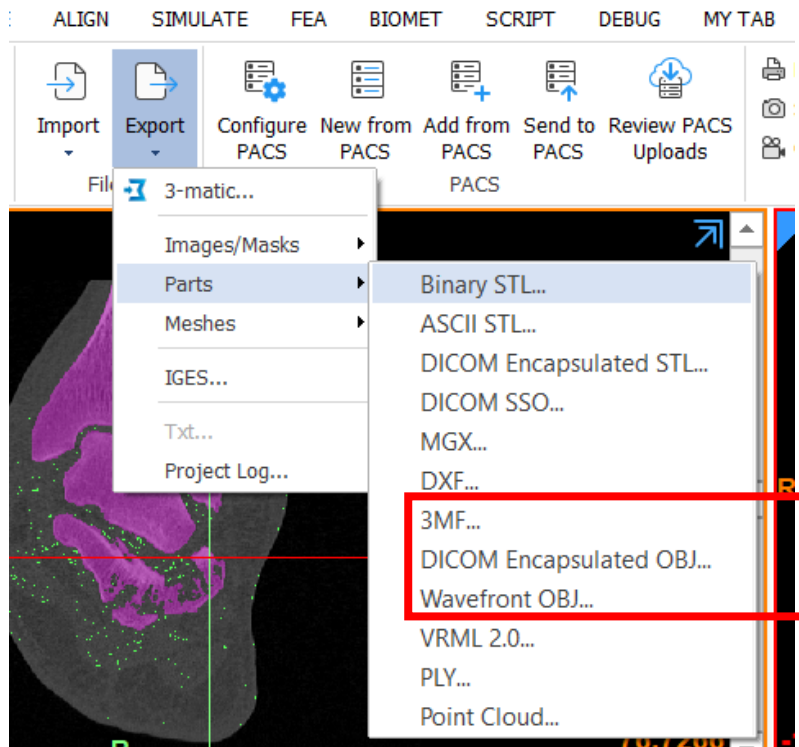 ALIGN SIMULATE FEA BIOMET SCRIPT DEBUG MY TAB
Import Export Configure PACS New from PACS Add from PACS Send to PACS Review PACS Uploads
PACS
3-matic...
Images/Masks
Parts
Meshes
IGES...
Txt...
Project Log...
Binary STL...
ASCII STL...
DICOM Encapsulated STL...
DICOM SSO...
MGX...
DXF...
3MF...
DICOM Encapsulated OBJ...
Wavefront OBJ...
VRML 2.0...
PLY...
Point Cloud...
R